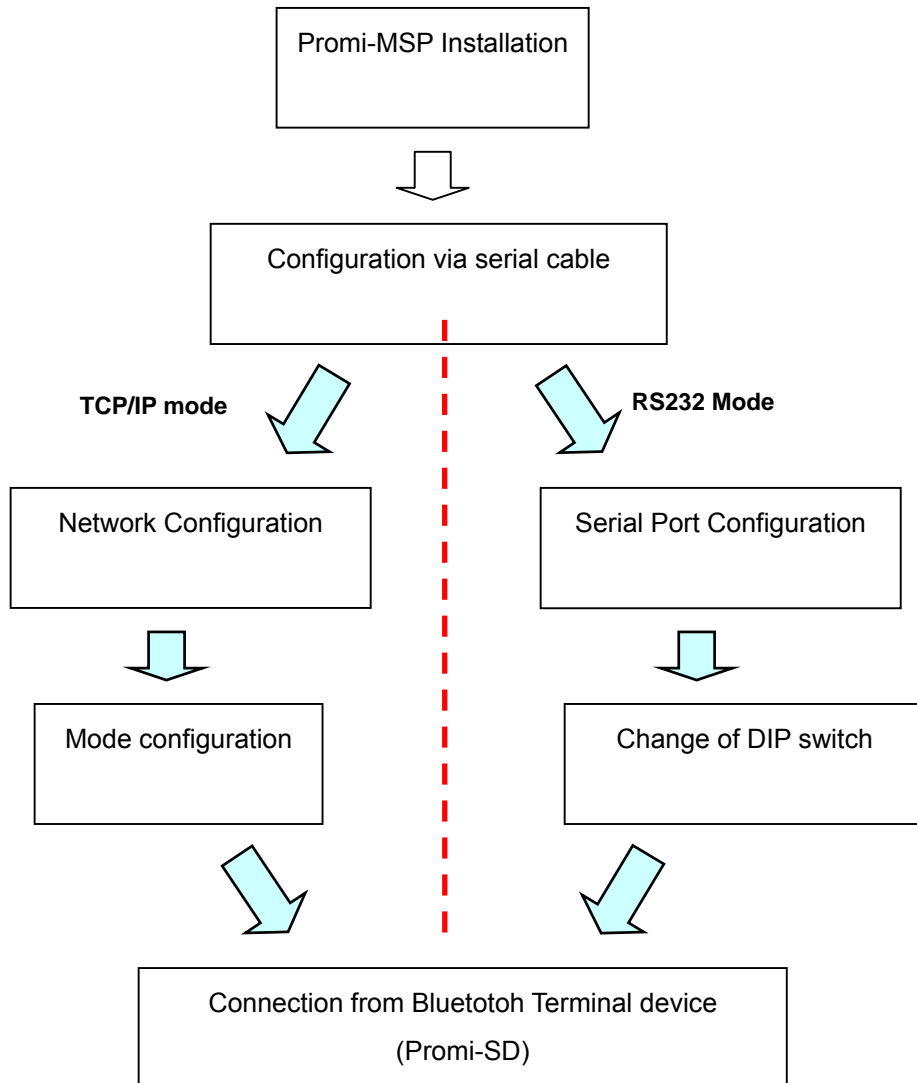 Promi-MSP Installation
Configuration via serial cable
TCP/IP mode
RS232 Mode
Network Configuration
Serial Port Configuration
Mode configuration
Change of DIP switch
Connection from Bluetotoh Terminal device
(Promi-SD)